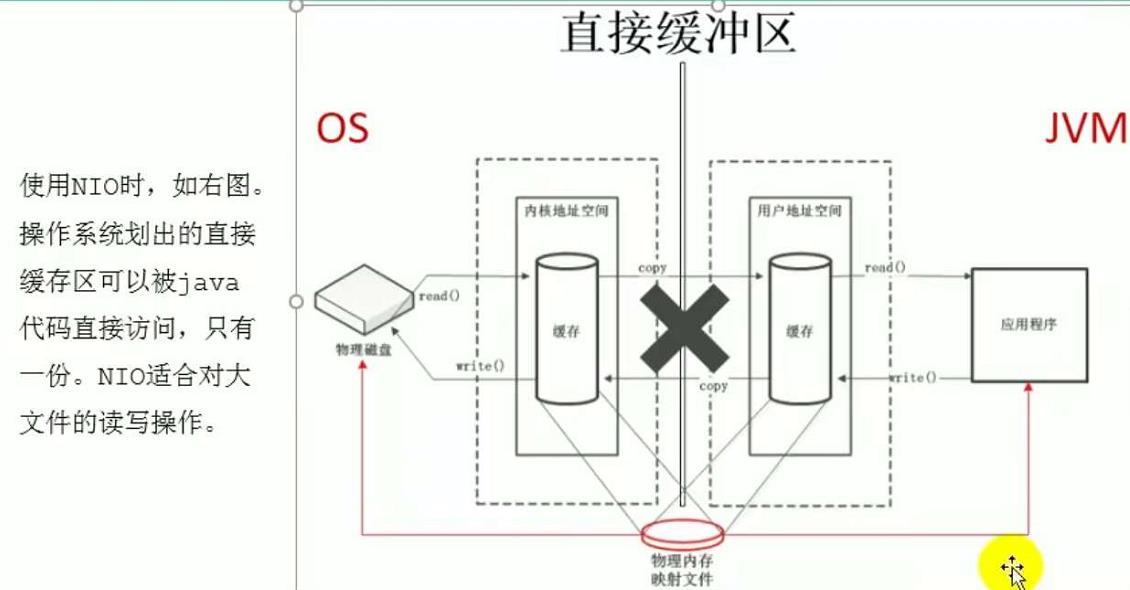 直接缓冲区
OS
JVM
使用NIO时，如右图。
操作系统划出的直接
缓存区可以被java
代码直接访问，只有
一份。NIO适合对大
文件的读写操作。
内核地址空间
用户地址空间
copy
read()
read()
缓存
缓存
应用程序
物理磁盘
write()
copy
write()
物理内存
映射文件